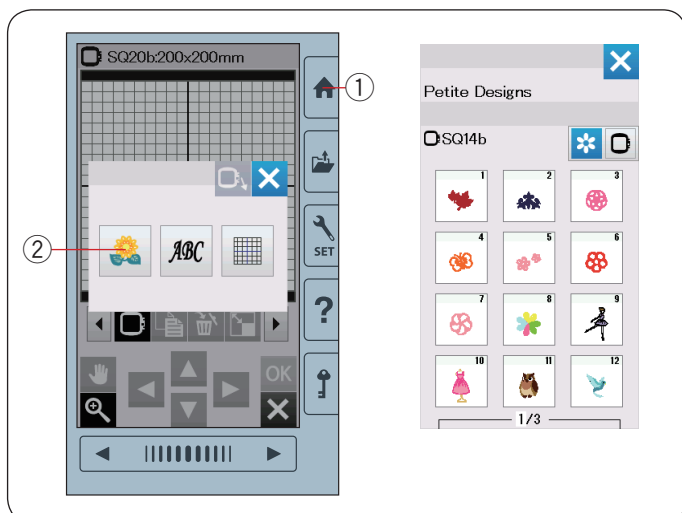 SQ20b:200x200mm
1
SET
?
2
ABC
OK
Petite Designs
SQ14b
1 2 3
4 5 6
7 8 9
10 11 12
1/3